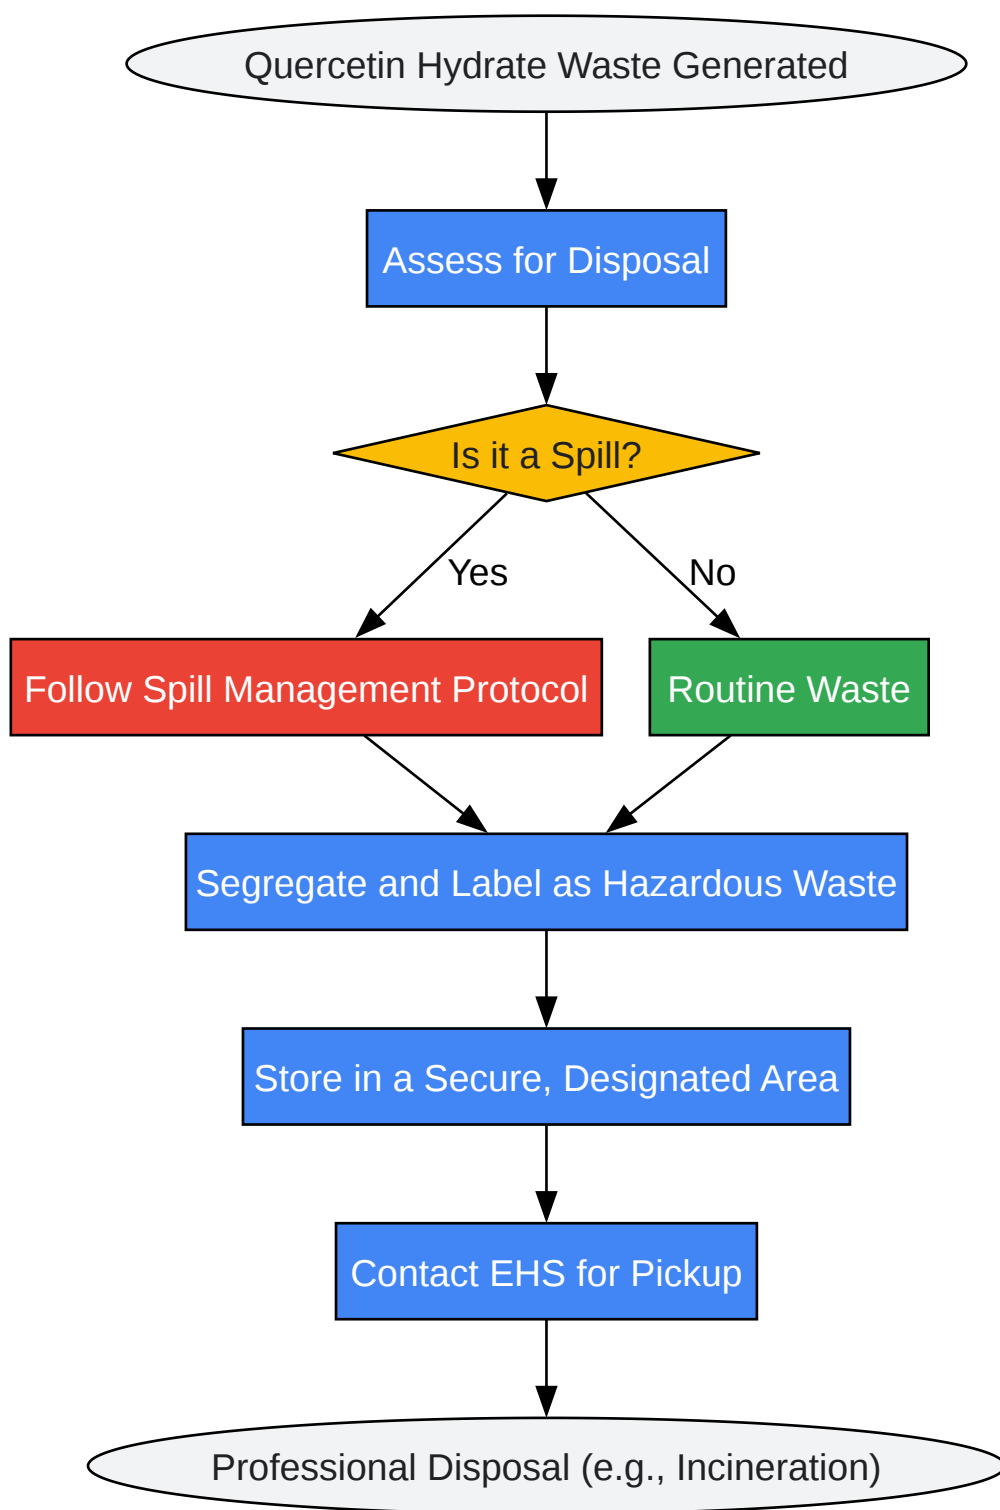 Quercetin Hydrate Waste Generated
Assess for Disposal
Is it a Spill?
Yes
No
Follow Spill Management Protocol
Routine Waste
Segregate and Label as Hazardous Waste
Store in a Secure, Designated Area
Contact EHS for Pickup
Professional Disposal (e.g., Incineration)